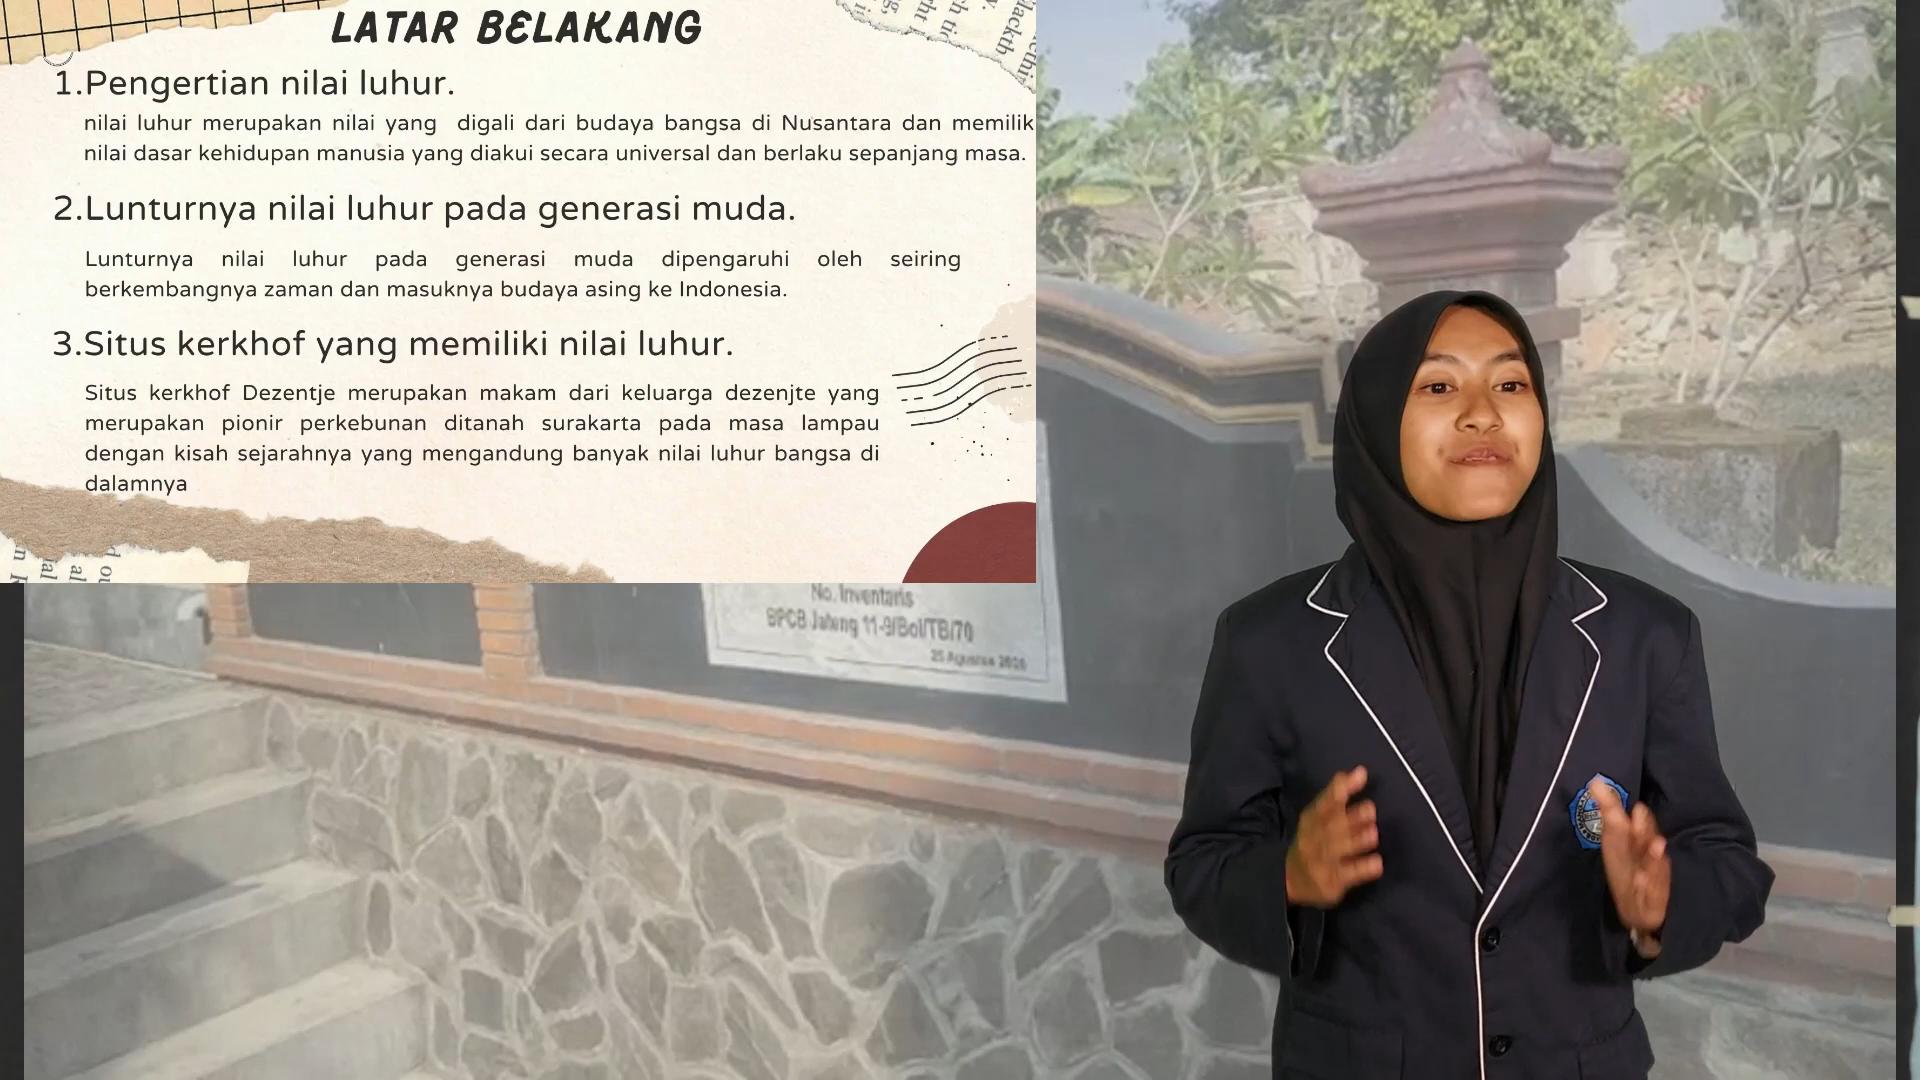 LATAR BELAKANG
1.Pengertian nilai luhur.
nilai luhur merupakan nilai yang digali dari budaya bangsa di Nusantara dan memilik
nilai dasar kehidupan manusia yang diakui secara universal dan berlaku sepanjang masa.
2.Lunturnya nilai luhur pada generasi muda.
Lunturnya nilai luhur pada generasi muda dipengaruhi oleh seiring
berkembangnya zaman dan masuknya budaya asing ke Indonesia.
3.Situs kerkhof yang memiliki nilai luhur.
Situs kerkhof Dezentje merupakan makam dari keluarga dezenjte yang
merupakan pionir perkebunan ditanah surakarta pada masa lampau
dengan kisah sejarahnya yang mengandung banyak nilai luhur bangsa di
dalamnya
No. Inventaris
BPCB Jateng 11-9/Bol/TB/70
25 Agustus 2020